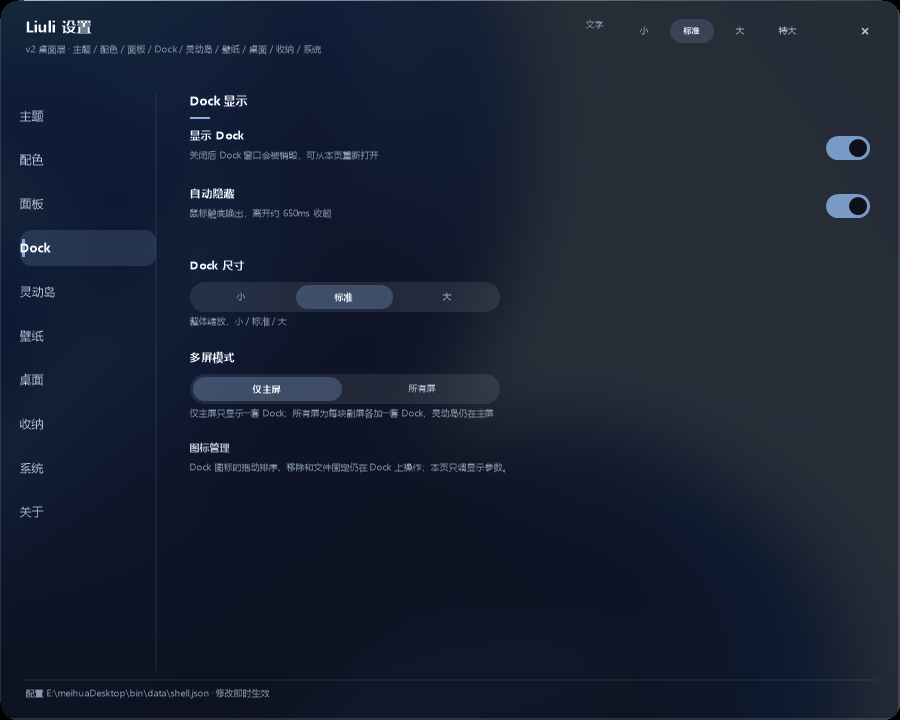 Liuli 设置
v2 桌面层 · 主题 / 配色 / 面板 / Dock / 灵动岛 / 壁纸 / 桌面 / 收纳 / 系统
文字
小
标准
大
特大
×
主题
配色
面板
Dock
灵动岛
壁纸
桌面
收纳
系统
关于
Dock 显示
显示 Dock
关闭后 Dock 窗口会被销毁，可从本页重新打开
自动隐藏
鼠标触底唤出，离开约 650ms 收起
Dock 尺寸
小
标准
大
整体缩放，小 / 标准 / 大
多屏模式
仅主屏
所有屏
仅主屏只显示一套 Dock；所有屏为每块副屏各加一套 Dock，灵动岛仍在主屏
图标管理
Dock 图标的拖动排序、移除和文件固定仍在 Dock 上操作；本页只调显示参数。
配置 E:\meihuaDesktop\bin\data\shell.json · 修改即时生效